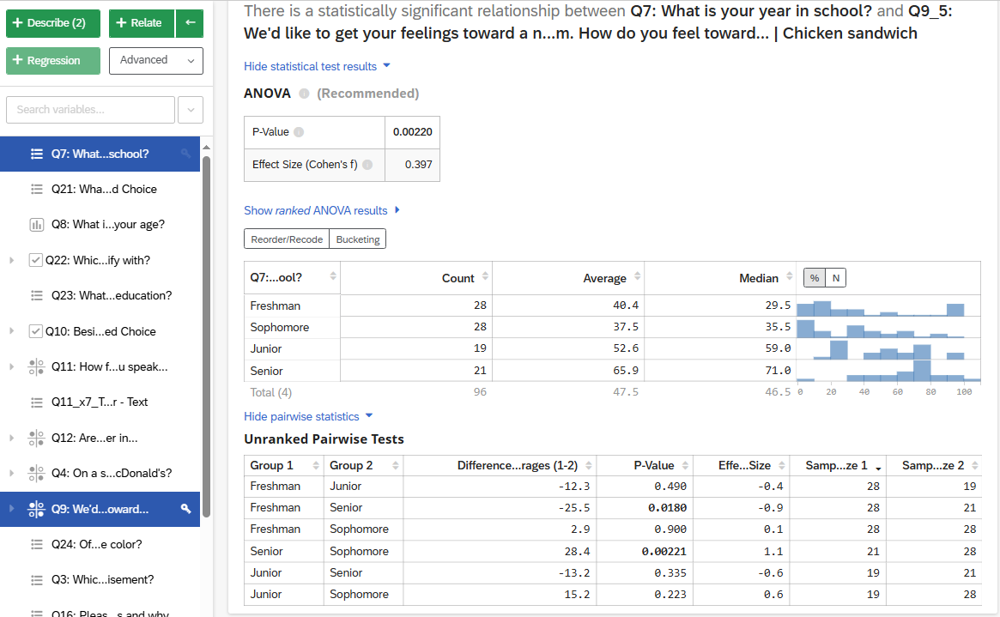 + Describe (2)
+ Relate
←
+ Regression
Advanced
Search variables...
Q7: What...school?
Q21: Wha...d Choice
Q8: What i...your age?
Q22: Whic...ify with?
Q23: What...education?
Q10: Besi...ed Choice
Q11: How f...u speak...
Q11_x7_T...r - Text
Q12: Are...er in...
Q4: On a s...cDonald's?
Q9: We'd...oward...
Q24: Of...e color?
Q3: Whic...isement?
Q16: Pleas...s and why
There is a statistically significant relationship between Q7: What is your year in school? and Q9_5:
We'd like to get your feelings toward a n...m. How do you feel toward... | Chicken sandwich
Hide statistical test results
ANOVA (Recommended)
P-Value 0.00220
Effect Size (Cohen's f) 0.397
Show ranked ANOVA results
Reorder/Recode Bucketing
Q7:...ool? Count Average Median % N
Freshman 28 40.4 29.5
Sophomore 28 37.5 35.5
Junior 19 52.6 59.0
Senior 21 65.9 71.0
Total (4) 96 47.5 46.5 0 20 40 60 80 100
Hide pairwise statistics
Unranked Pairwise Tests
Group 1 Group 2 Difference...rages (1-2) P-Value Effe...Size Samp...ze 1 Samp...ze 2
Freshman Junior -12.3 0.490 -0.4 28 19
Freshman Senior -25.5 0.0180 -0.9 28 21
Freshman Sophomore 2.9 0.900 0.1 28 28
Senior Sophomore 28.4 0.00221 1.1 21 28
Junior Senior -13.2 0.335 -0.6 19 21
Junior Sophomore 15.2 0.223 0.6 19 28